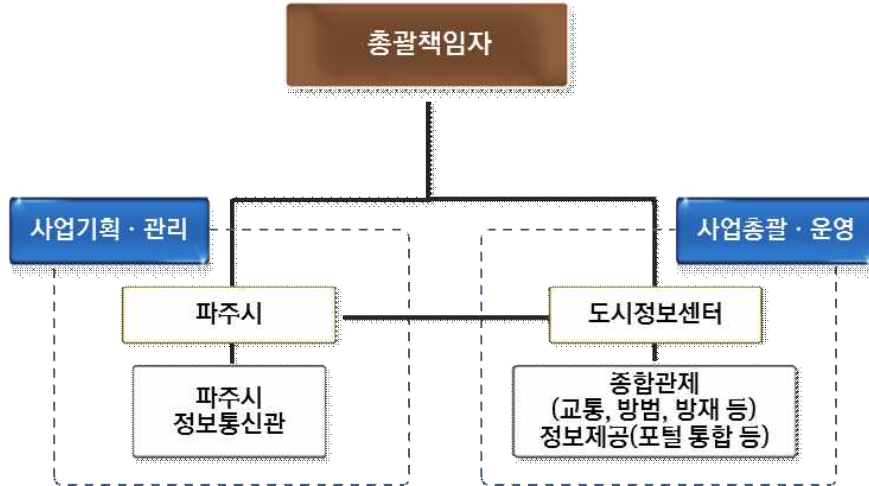 총괄책임자
사업기획 · 관리
사업총괄 · 운영
파주시
도시정보센터
파주시
정보통신관
종합관제
(교통, 방범, 방재 등)
정보제공(포털 통합 등)